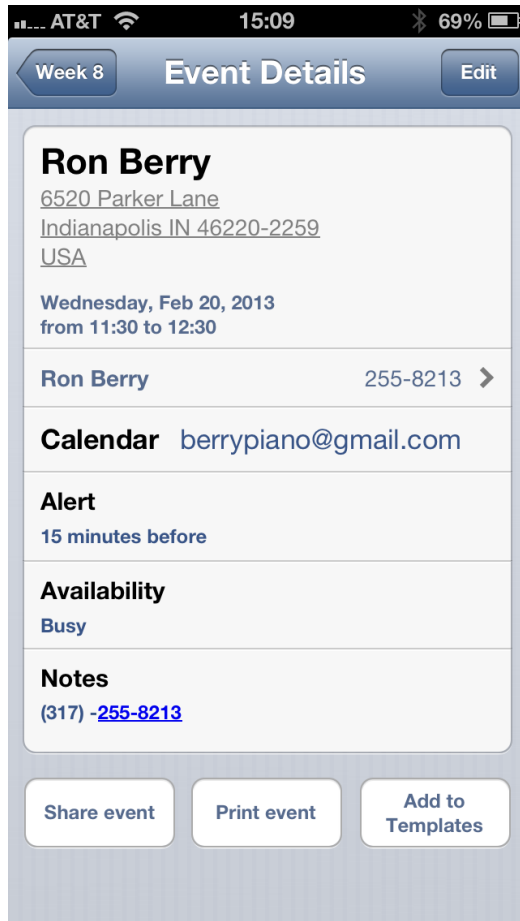 AT&T 15:09 69%
Week 8 Event Details Edit
Ron Berry
6520 Parker Lane
Indianapolis IN 46220-2259
USA
Wednesday, Feb 20, 2013
from 11:30 to 12:30
Ron Berry 255-8213
Calendar berrypiano@gmail.com
Alert
15 minutes before
Availability
Busy
Notes
(317) -255-8213
Share event Print event Add to
Templates